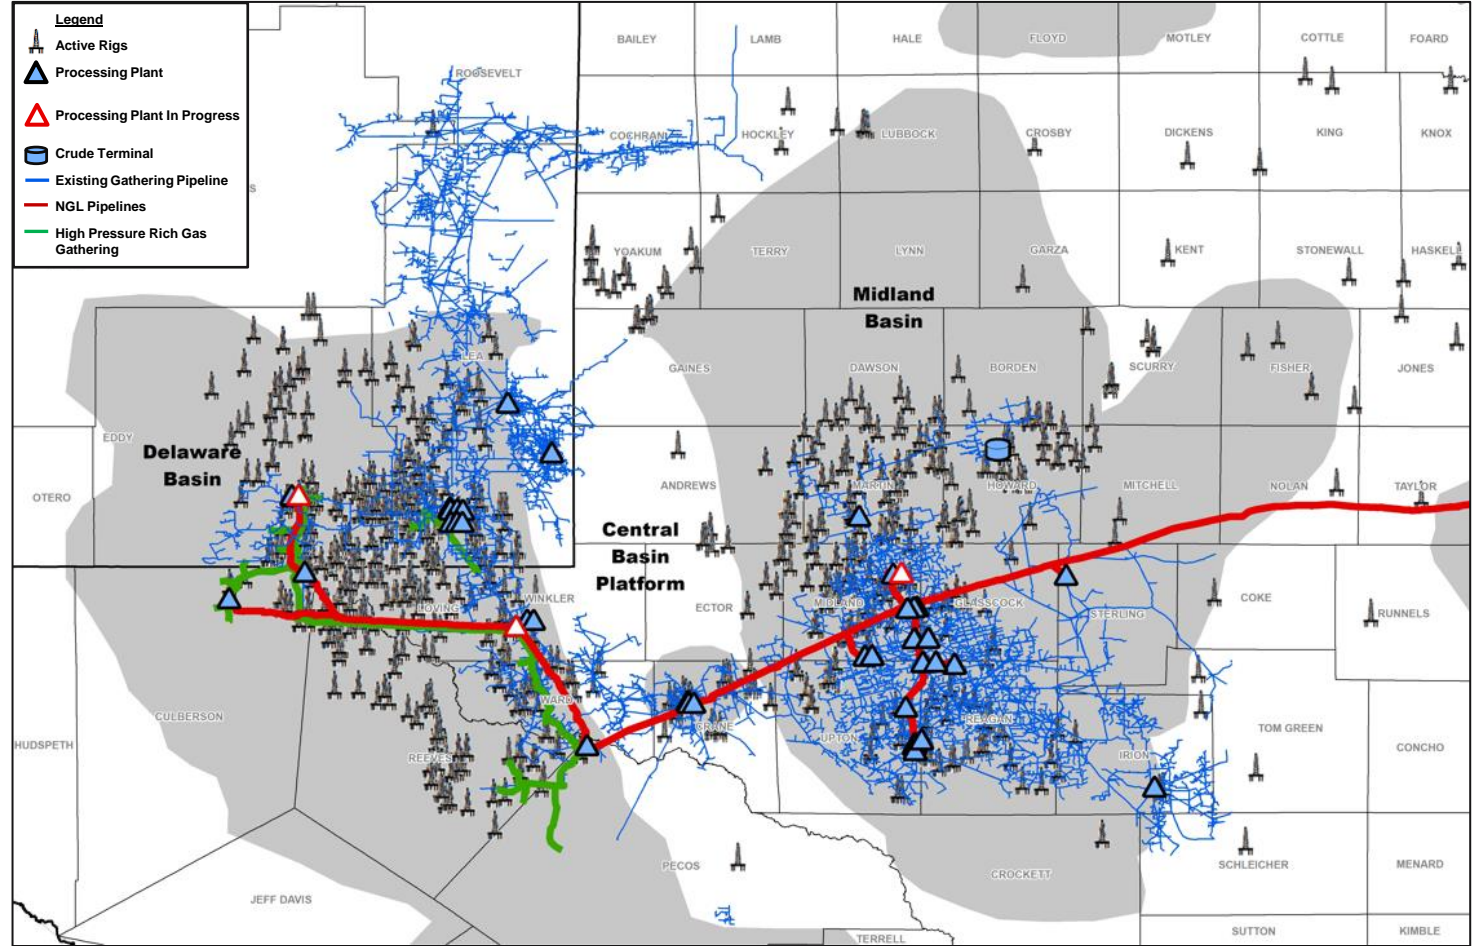 Legend
Active Rigs
Processing Plant
Processing Plant In Progress
Crude Terminal
Existing Gathering Pipeline
NGL Pipelines
High Pressure Rich Gas
Gathering
BAILEY
LAMB
HALE
FLOYD
MOTLEY
COTTLE
FOARD
ROOSEVELT
COCHRAN
HOCKLEY
LUBBOCK
CROSBY
DICKENS
KING
KNOX
S
YOAKUM
TERRY
LYNN
GARZA
KENT
STONEWALL
HASKELL
Midland
Basin
LEA
GAINES
DAWSON
BORDEN
SCURRY
FISHER
JONES
EDDY
Delaware
Basin
OTERO
ANDREWS
MARTIN
HOWARD
MITCHELL
NOLAN
TAYLOR
Central
Basin
Platform
LOVING
WINKLER
ECTOR
MIDLAND
GLASSCOCK
STERLING
COKE
RUNNELS
CULBERSON
HUDSPETH
REEVES
WARD
CRANE
UPTON
REAGAN
IRION
TOM GREEN
CONCHO
PECOS
CROCKETT
SCHLEICHER
MENARD
JEFF DAVIS
TERRELL
SUTTON
KIMBLE